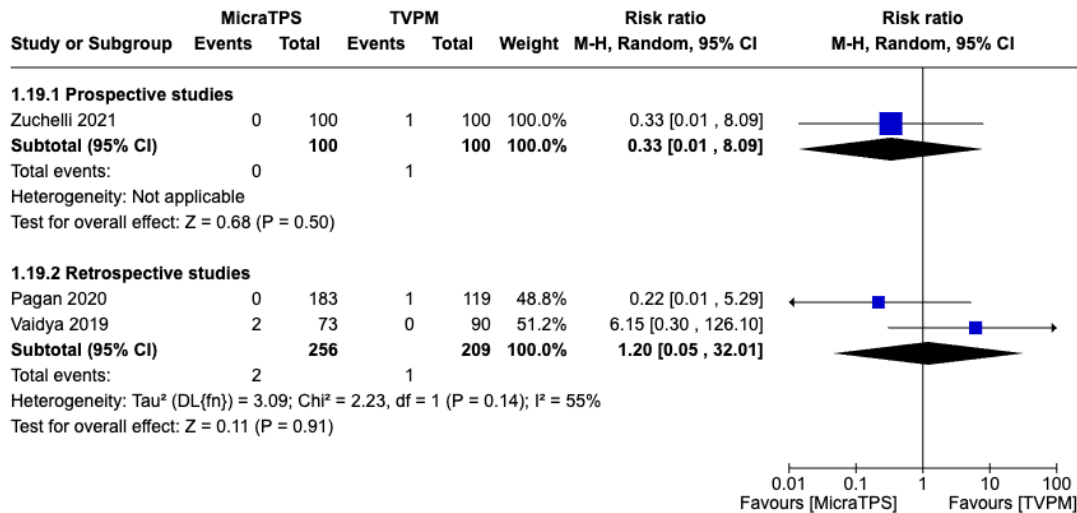 MicraTPS TVPM Risk ratio Risk ratio
Study or Subgroup Events Total Events Total Weight M-H, Random, 95% CI M-H, Random, 95% CI
1.19.1 Prospective studies
Zuchelli 2021 0 100 1 100 100.0% 0.33 [0.01 , 8.09]
Subtotal (95% CI) 100 100 100.0% 0.33 [0.01 , 8.09]
Total events: 0 1
Heterogeneity: Not applicable
Test for overall effect: Z = 0.68 (P = 0.50)
1.19.2 Retrospective studies
Pagan 2020 0 183 1 119 48.8% 0.22 [0.01 , 5.29]
Vaidya 2019 2 73 0 90 51.2% 6.15 [0.30 , 126.10]
Subtotal (95% CI) 256 209 100.0% 1.20 [0.05 , 32.01]
Total events: 2 1
Heterogeneity: Tau² (DL{fn}) = 3.09; Chi² = 2.23, df = 1 (P = 0.14); I² = 55%
Test for overall effect: Z = 0.11 (P = 0.91)
0.01 0.1 1 10 100
Favours [MicraTPS] Favours [TVPM]